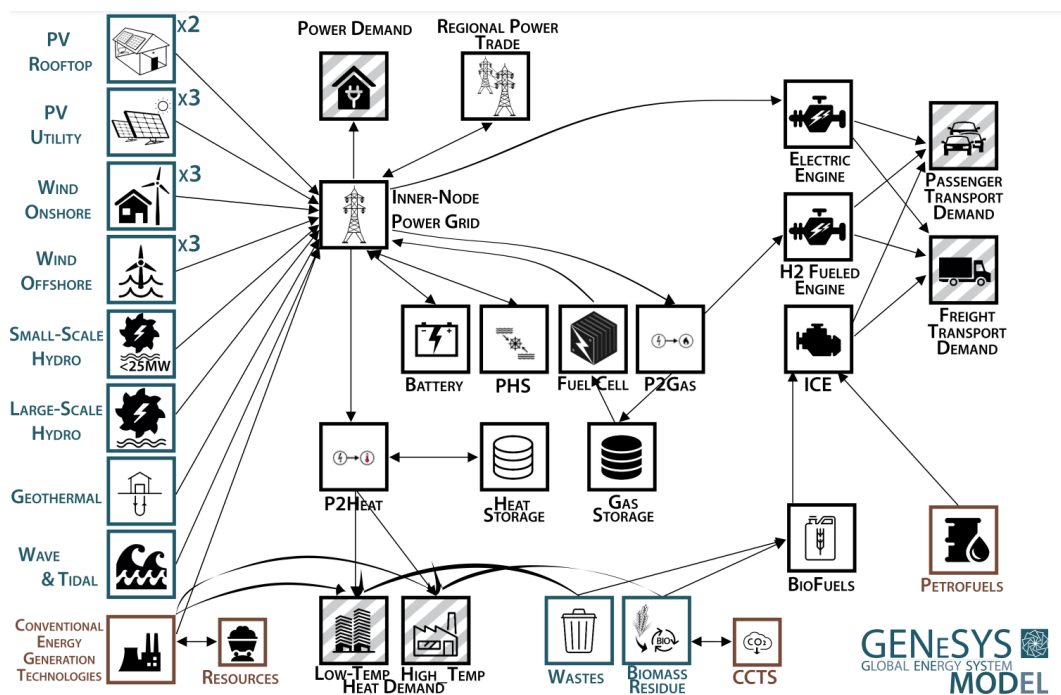 PV
ROOFTOP
x2
POWER DEMAND
REGIONAL POWER
TRADE
PV
UTILITY
x3
ELECTRIC
ENGINE
PASSENGER
TRANSPORT
DEMAND
WIND
ONSHORE
x3
INNER-NODE
POWER GRID
WIND
OFFSHORE
x3
H2 FUELED
ENGINE
FREIGHT
TRANSPORT
DEMAND
SMALL-SCALE
HYDRO
<25MW
BATTERY
PHS
FUEL CELL
P2GAS
ICE
LARGE-SCALE
HYDRO
GEOTHERMAL
P2HEAT
HEAT
STORAGE
GAS
STORAGE
WAVE
& TIDAL
BIOFUELS
PETROFUELS
CONVENTIONAL
ENERGY
GENERATION
TECHNOLOGIES
RESOURCES
LOW-TEMP HIGH_TEMP
HEAT DEMAND
WASTES
BIO
BIOMASS
RESIDUE
CO2
CCTS
GENeSYS
GLOBAL ENERGY SYSTEM
MODEL